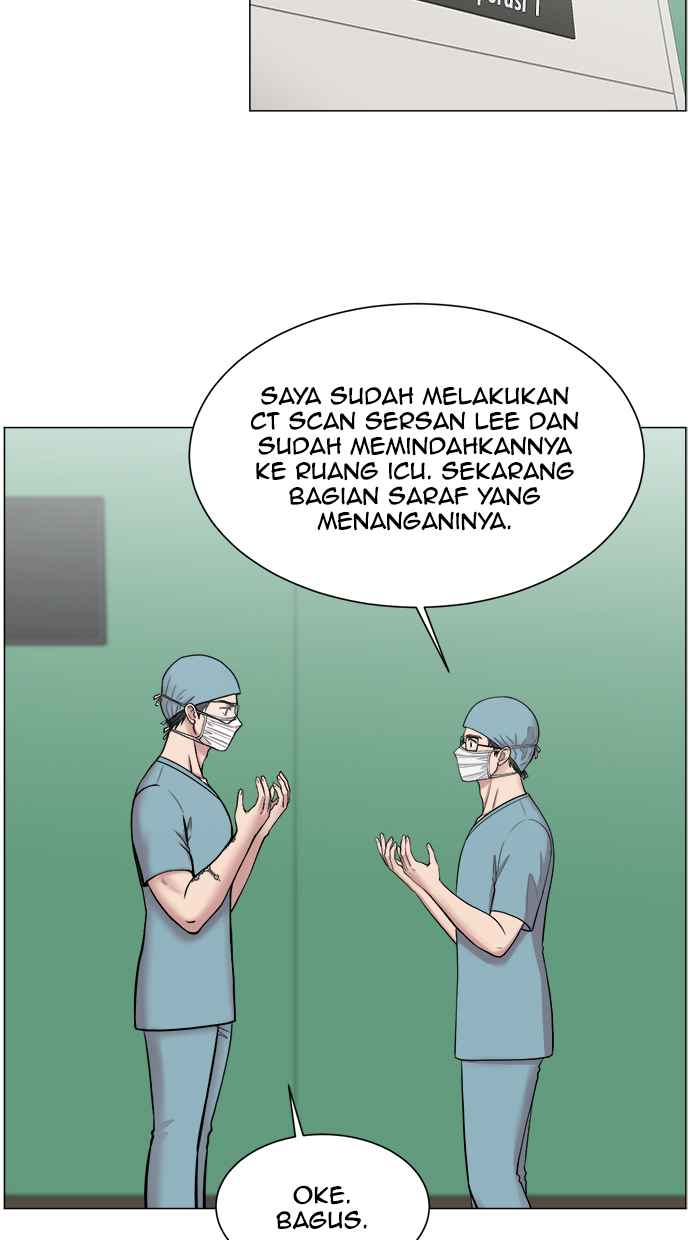 SAYA SUDAH MELAKUKAN
CT SCAN SERSAN LEE DAN
SUDAH MEMINDAHKANNYA
KE RUANG ICU. SEKARANG
BAGIAN SARAF YANG
MENANGANINYA.
OKE.
BAGUS.